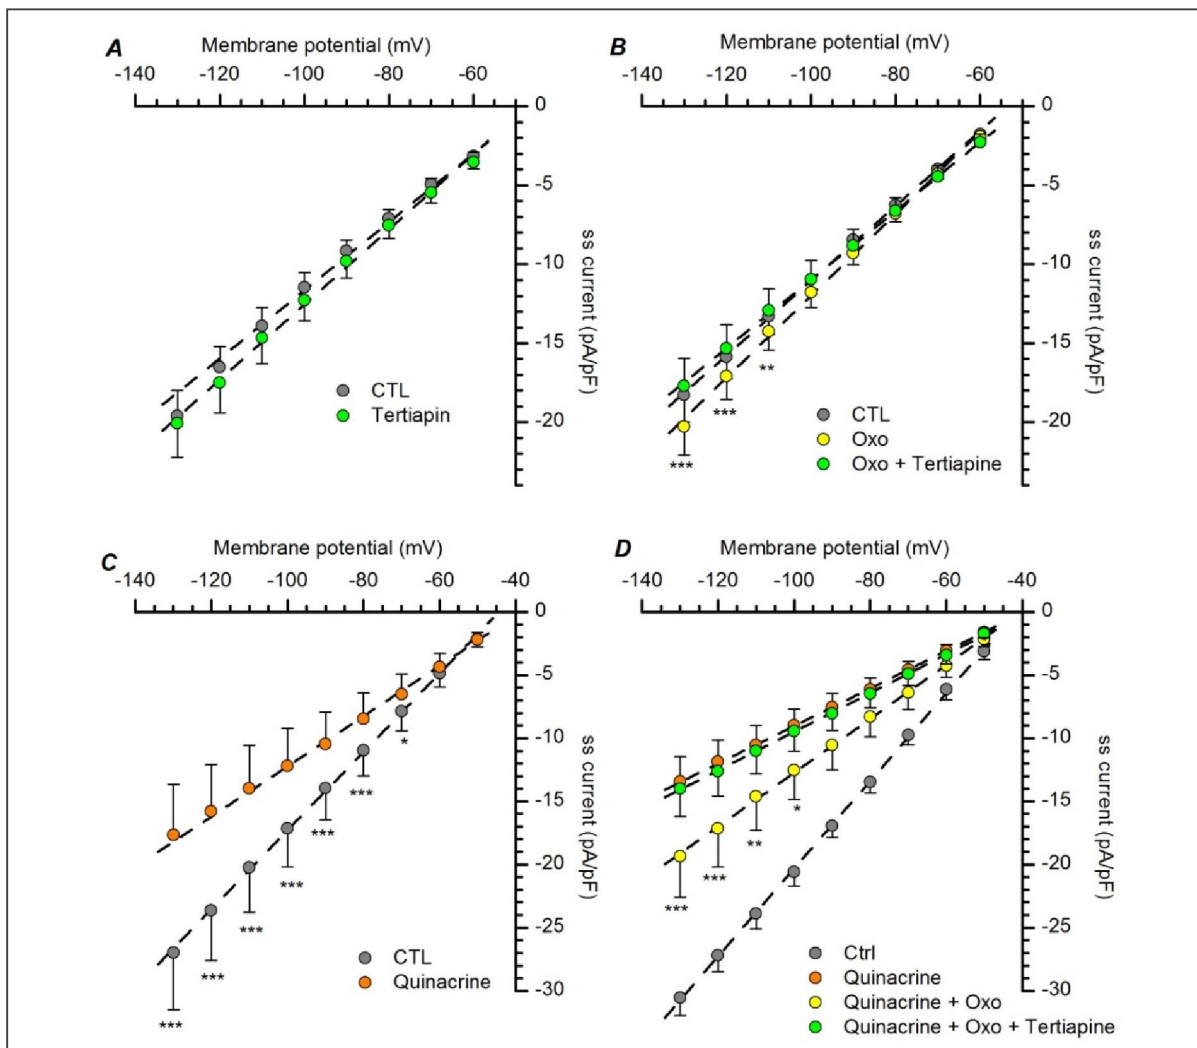 A
Membrane potential (mV)
-140 -120 -100 -80 -60
0
-5
-10
-15
-20
ss current (pA/pF)
CTL
Tertiapin
B
Membrane potential (mV)
-140 -120 -100 -80 -60
0
-5
-10
-15
-20
ss current (pA/pF)
**
***
***
CTL
Oxo
Oxo + Tertiapine
C
Membrane potential (mV)
-140 -120 -100 -80 -60 -40
0
-5
-10
-15
-20
-25
-30
ss current (pA/pF)
*
***
***
***
***
***
***
CTL
Quinacrine
D
Membrane potential (mV)
-140 -120 -100 -80 -60 -40
0
-5
-10
-15
-20
-25
-30
ss current (pA/pF)
*
**
***
***
Ctrl
Quinacrine
Quinacrine + Oxo
Quinacrine + Oxo + Tertiapine